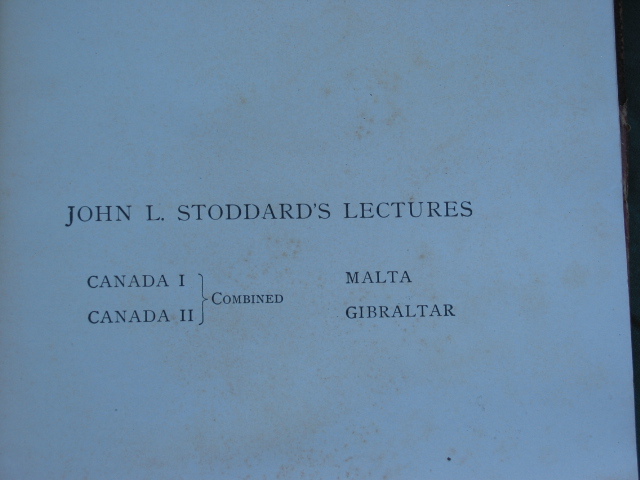 JOHN L. STODDARD'S LECTURES
CANADA I
CANADA II
COMBINED
MALTA
GIBRALTAR